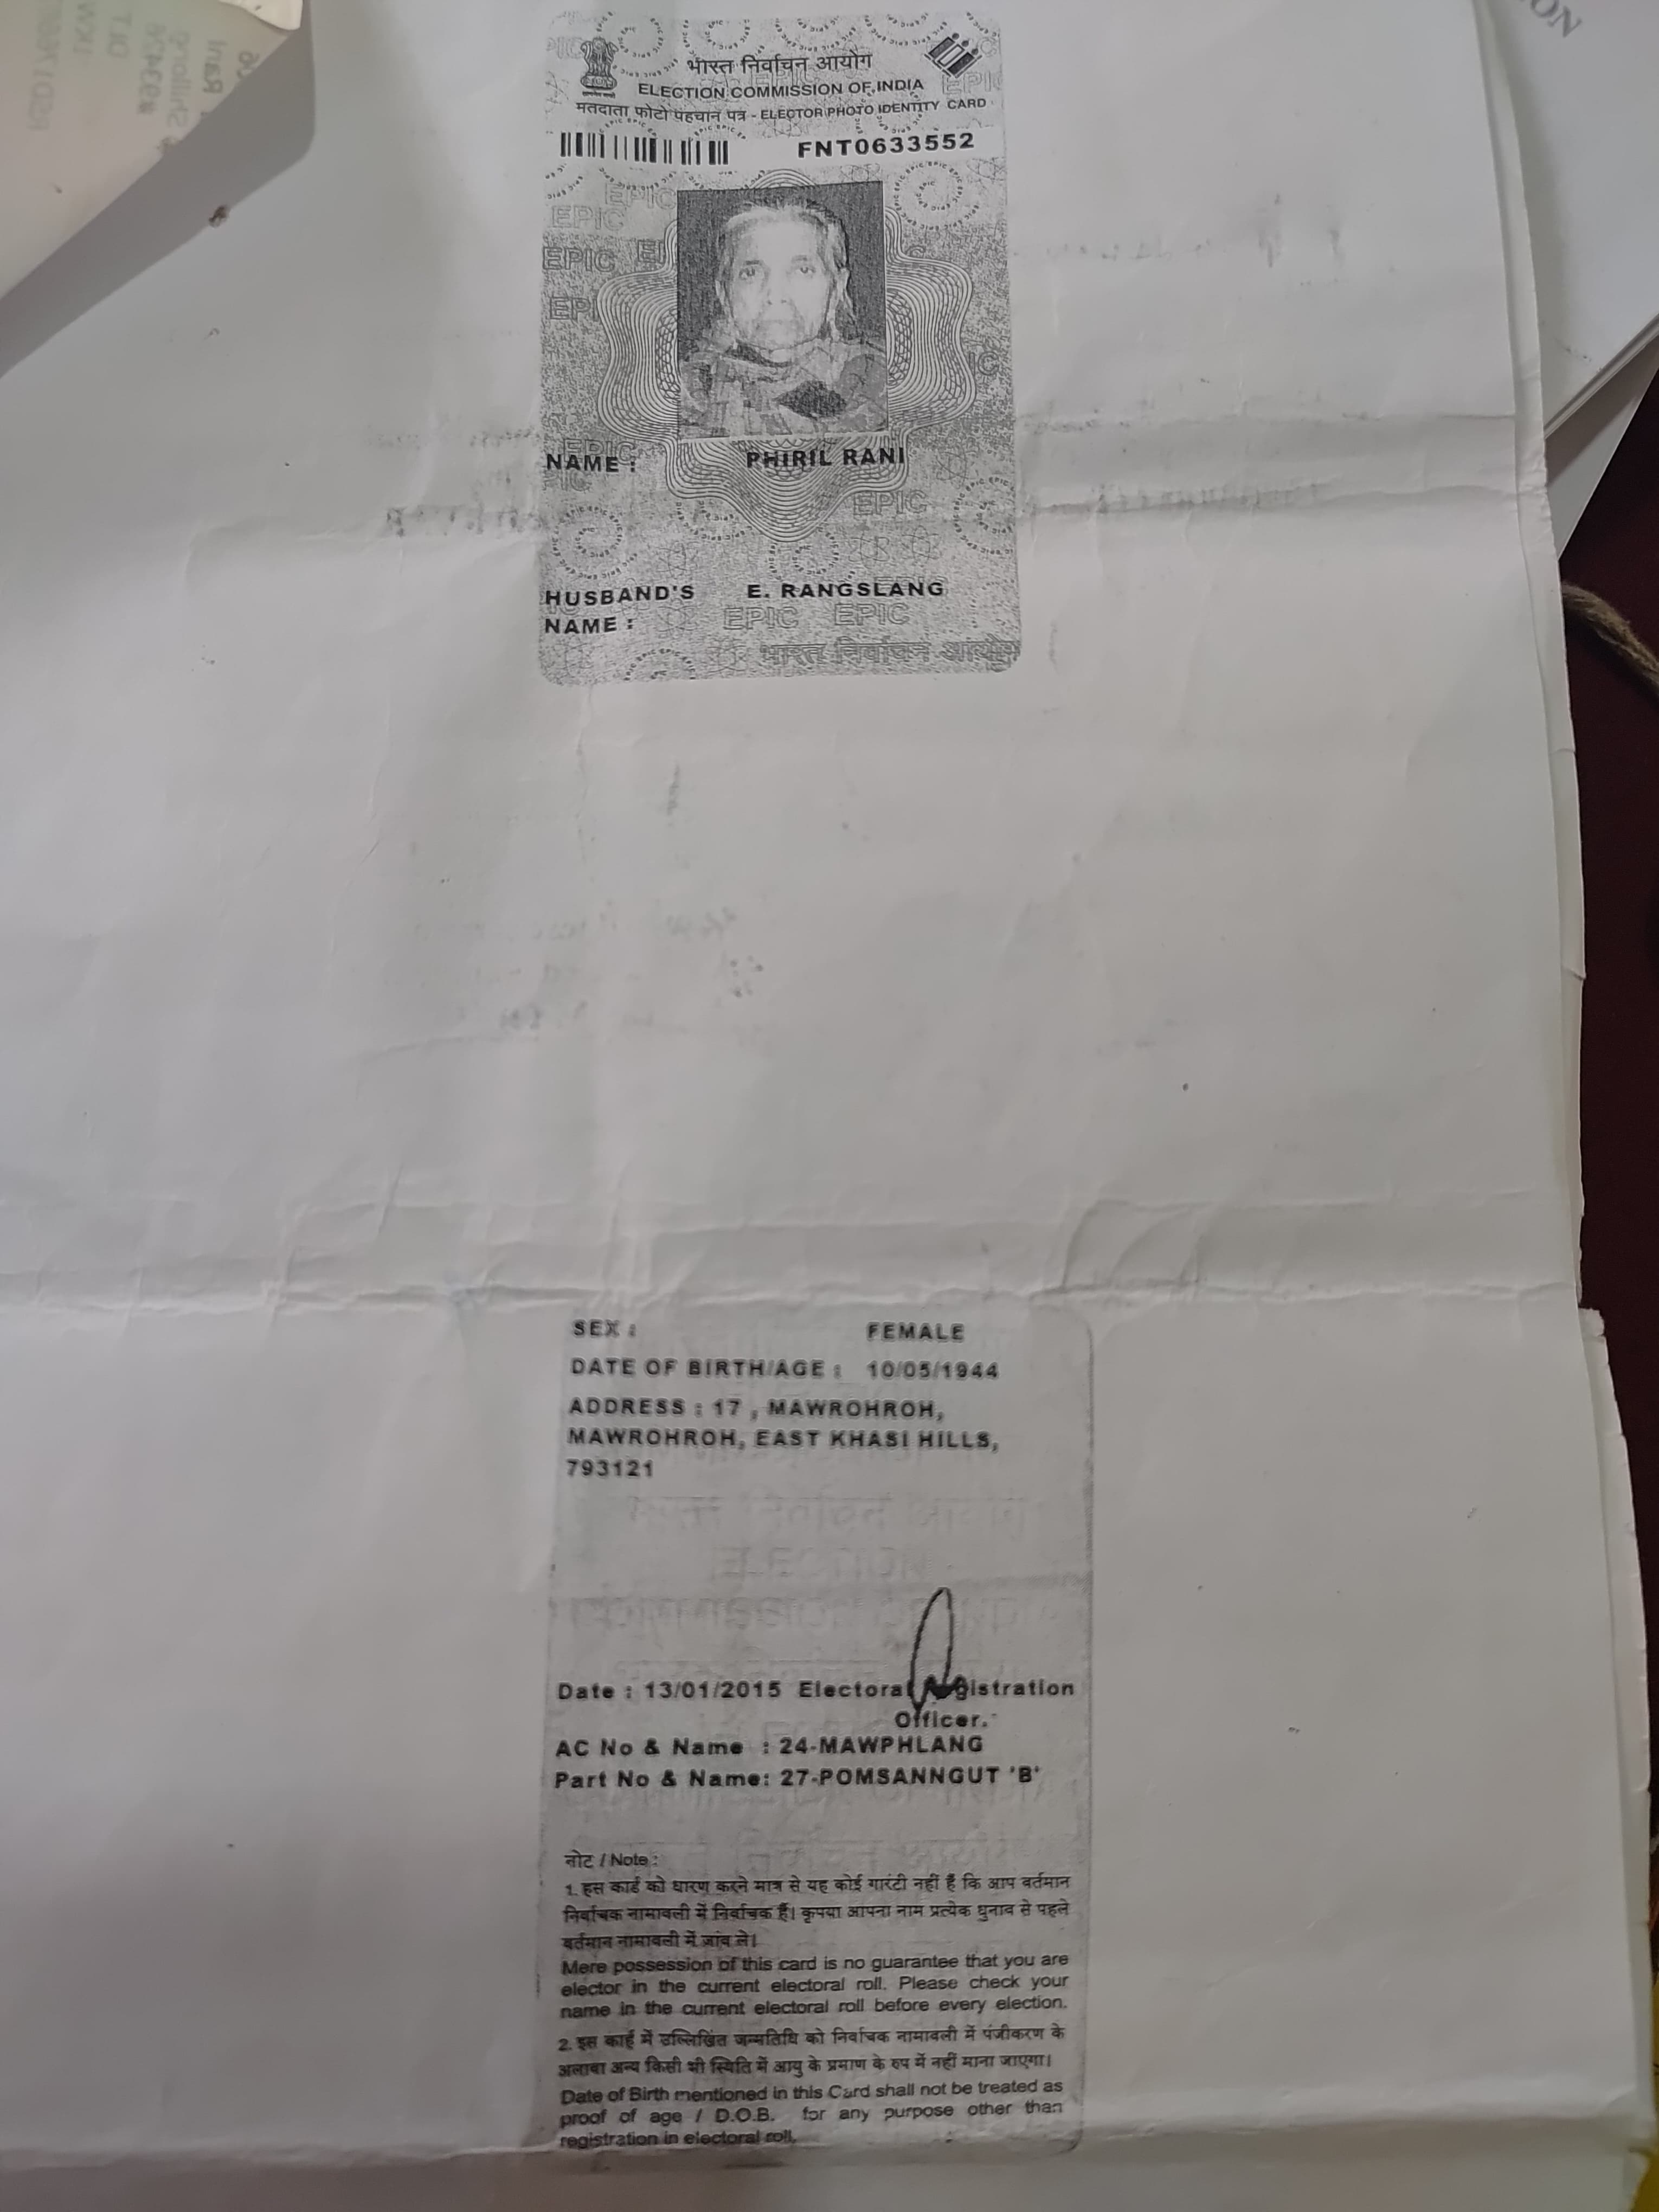 भारत निर्वाचन आयोग
ELECTION COMMISSION OF INDIA
मतदाता फोटो पहचान पत्र - ELECTOR PHOTO IDENTITY CARD
FNT0633552
NAME : PHIRIL RANI
HUSBAND'S NAME : E. RANGSLANG
भारत निर्वाचन आयोग
SEX : FEMALE
DATE OF BIRTH/AGE : 10/05/1944
ADDRESS : 17 , MAWROHROH,
MAWROHROH, EAST KHASI HILLS,
793121
Date : 13/01/2015 Electoral Registration
Officer.
AC No & Name : 24-MAWPHLANG
Part No & Name: 27-POMSANNGUT 'B'
नोट / Note :
1. इस कार्ड को धारण करने मात्र से यह कोई गारंटी नहीं है कि आप वर्तमान
निर्वाचक नामावली में निर्वाचक हैं। कृपया आपना नाम प्रत्येक चुनाव से पहले
वर्तमान नामावली में जांच ले।
Mere possession of this card is no guarantee that you are
elector in the current electoral roll. Please check your
name in the current electoral roll before every election.
2. इस कार्ड में उल्लिखित जन्मतिथि को निर्वाचक नामावली में पंजीकरण के
अलावा अन्य किसी भी स्थिति में आयु के प्रमाण के रुप में नहीं माना जाएगा।
Date of Birth mentioned in this Card shall not be treated as
proof of age / D.O.B. for any purpose other than
registration in electoral roll.